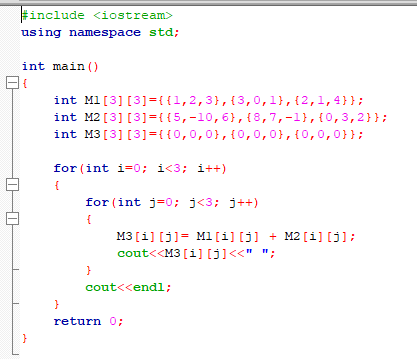 #include <iostream>
using namespace std;

int main()
{
    int M1[3][3]={{1,2,3},{3,0,1},{2,1,4}};
    int M2[3][3]={{5,-10,6},{8,7,-1},{0,3,2}};
    int M3[3][3]={{0,0,0},{0,0,0},{0,0,0}};

    for(int i=0; i<3; i++)
    {
        for(int j=0; j<3; j++)
        {
            M3[i][j]= M1[i][j] + M2[i][j];
            cout<<M3[i][j]<<" ";
        }
        cout<<endl;
    }
    return 0;
}